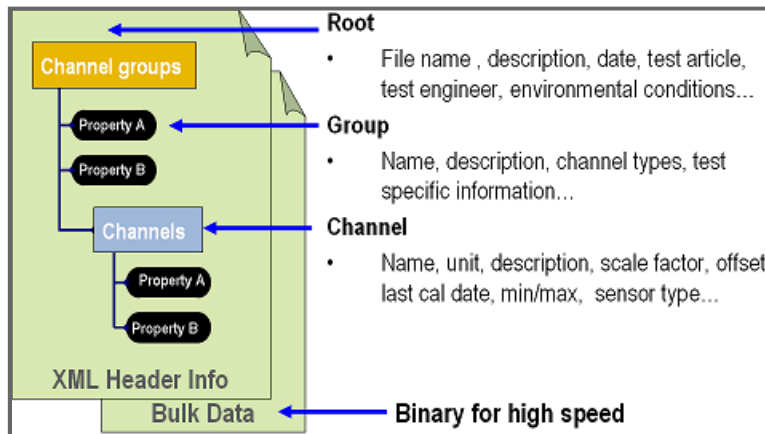 Root
• File name , description, date, test article,
test engineer, environmental conditions...
Channel groups
Property A
Group
• Name, description, channel types, test
specific information...
Property B
Channels
Channel
• Name, unit, description, scale factor, offset
last cal date, min/max, sensor type...
Property A
Property B
XML Header Info
Bulk Data
Binary for high speed